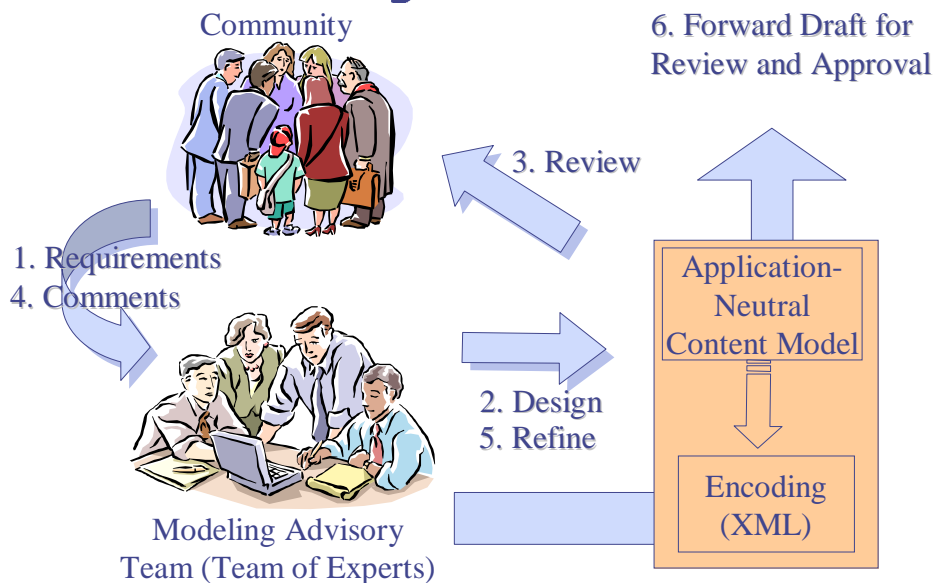 Community
6. Forward Draft for
Review and Approval
3. Review
1. Requirements
4. Comments
Application-
Neutral
Content Model
2. Design
5. Refine
Encoding
(XML)
Modeling Advisory
Team (Team of Experts)